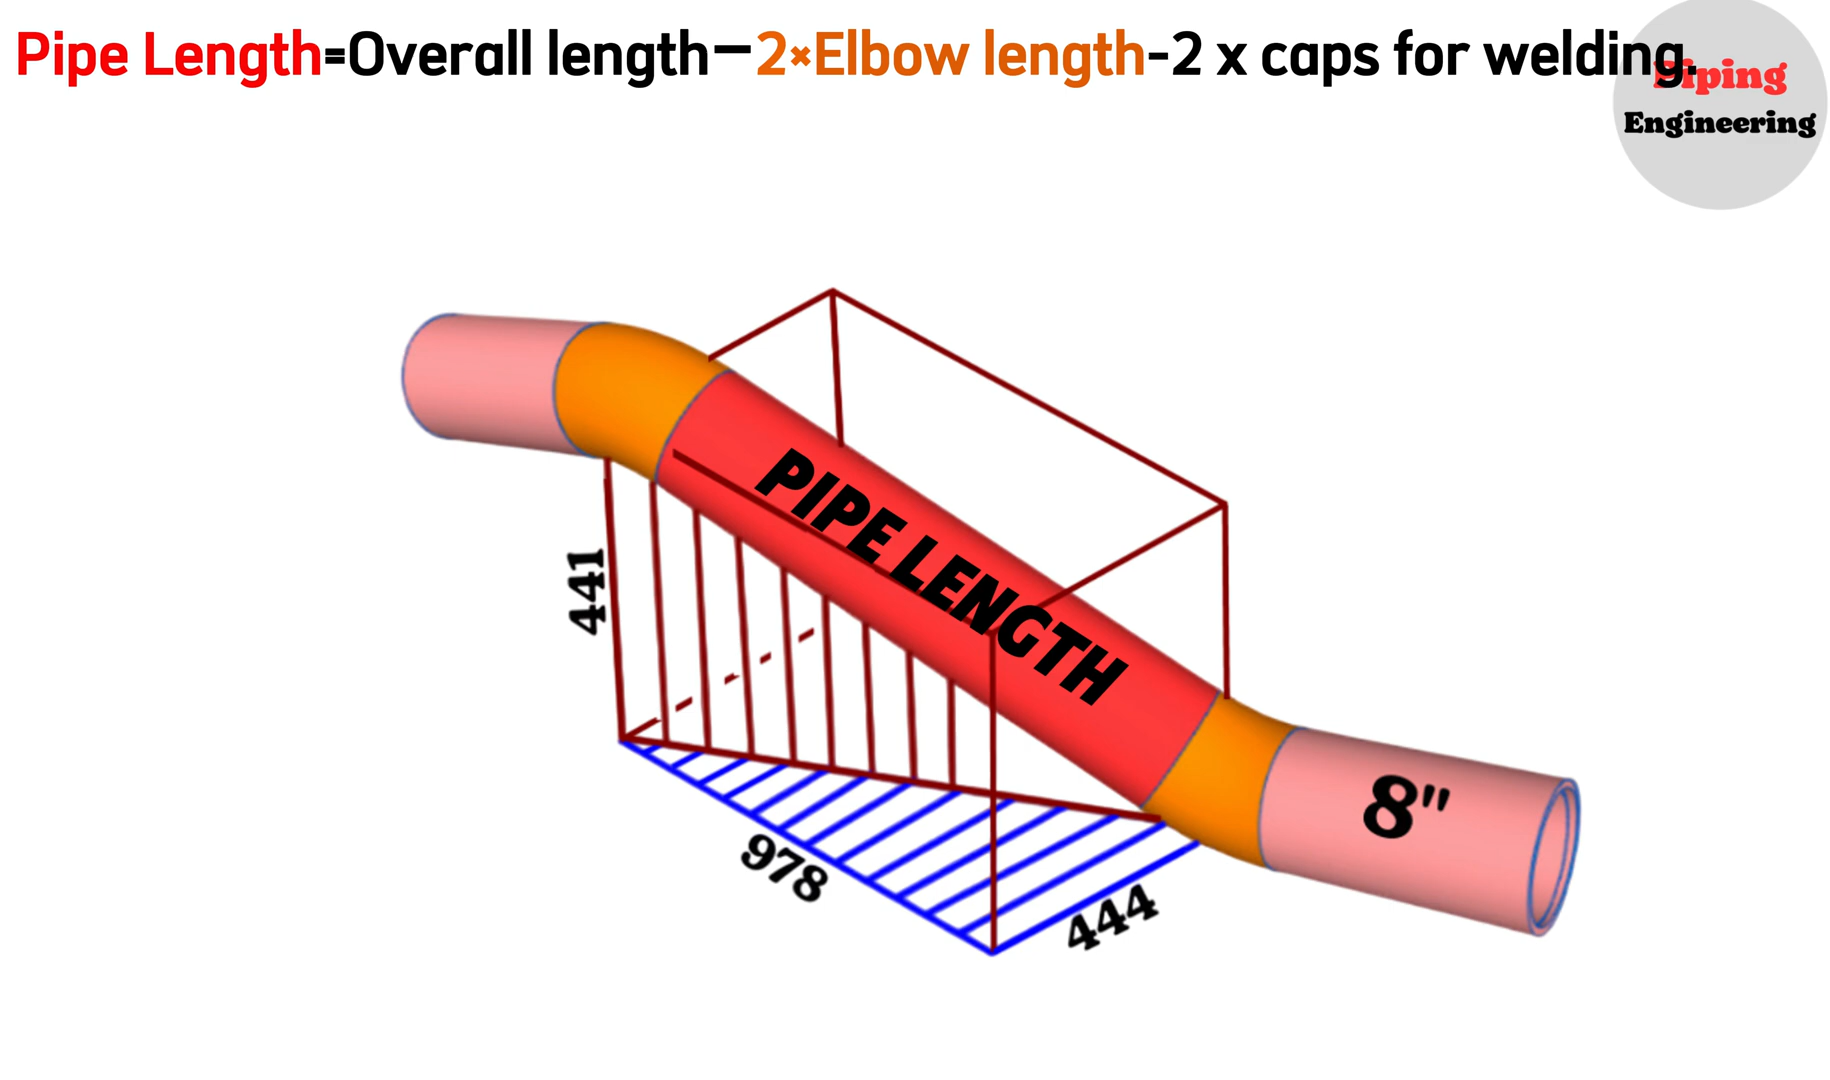 Pipe Length=Overall length−2×Elbow length-2 x caps for welding.
Piping
Engineering
PIPE LENGTH
441
978
444
8"